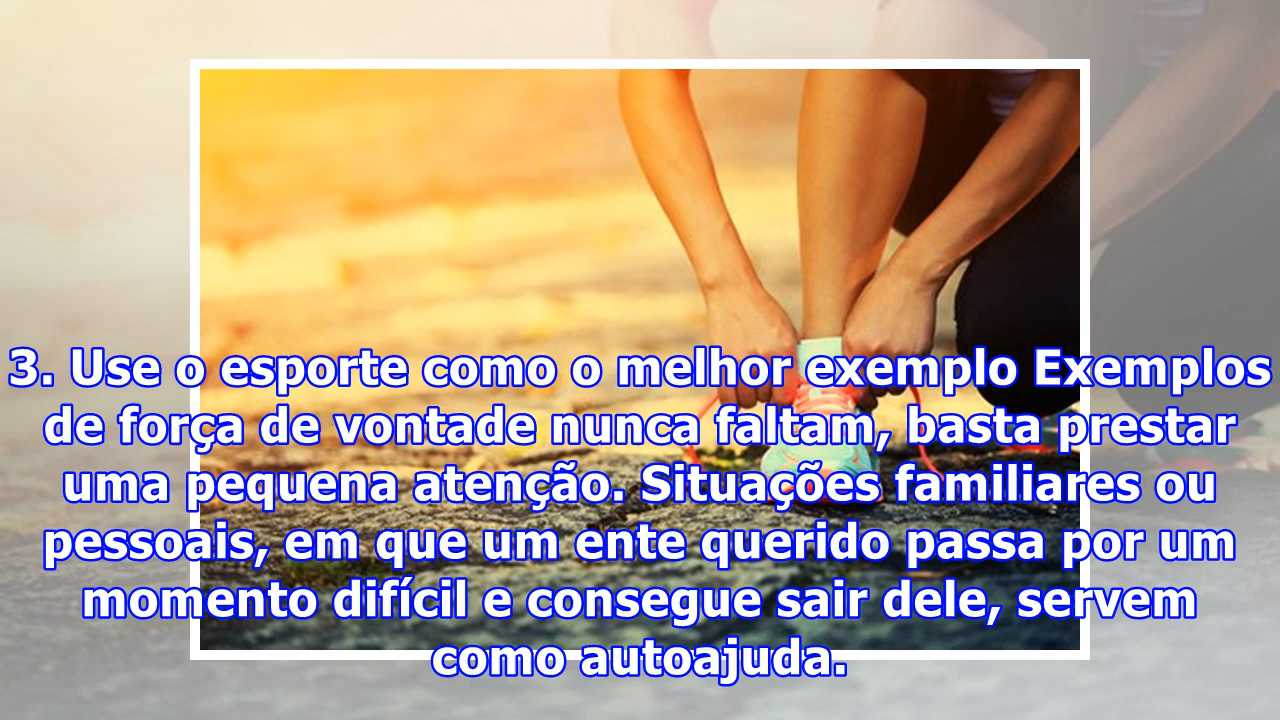 3. Use o esporte como o melhor exemplo Exemplos
de força de vontade nunca faltam, basta prestar
uma pequena atenção. Situações familiares ou
pessoais, em que um ente querido passa por um
momento difícil e consegue sair dele, servem
como autoajuda.